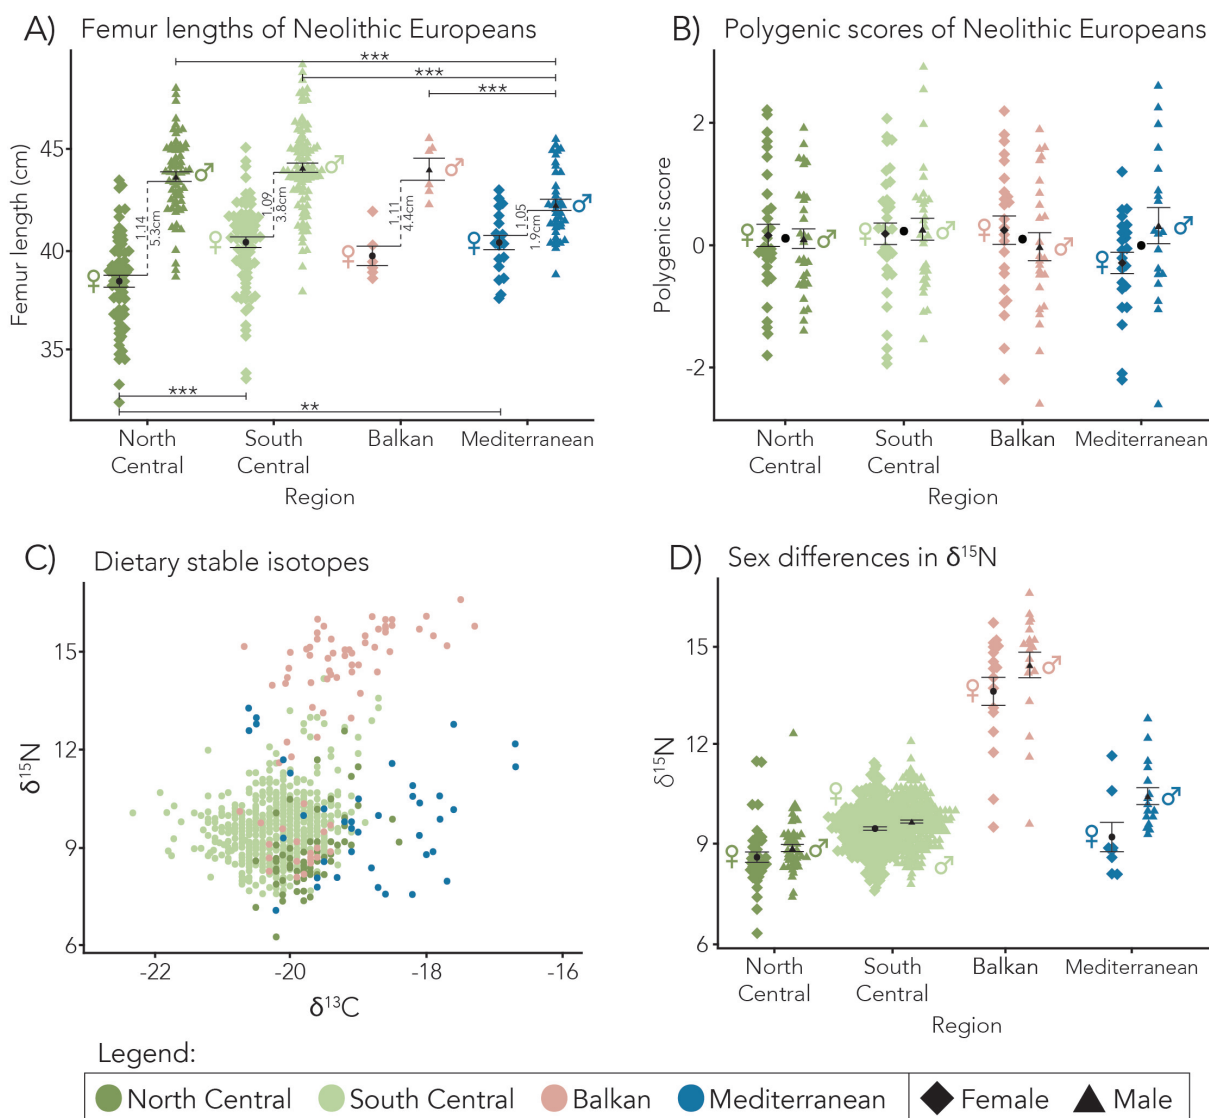 A) Femur lengths of Neolithic Europeans
Femur length (cm)
45
40
35
***
***
***
1.14
5.3cm
1.09
3.8cm
1.11
4.4cm
1.05
1.9cm
♀ ♂ ♀ ♂ ♀ ♂ ♀ ♂
***
**
North Central
South Central
Balkan
Mediterranean
Region
B) Polygenic scores of Neolithic Europeans
Polygenic score
2
0
-2
♀ ♂ ♀ ♂ ♀ ♂ ♀ ♂
North Central
South Central
Balkan
Mediterranean
Region
C) Dietary stable isotopes
δ¹⁵N
15
12
9
6
-22
-20
-18
-16
δ¹³C
D) Sex differences in δ¹⁵N
δ¹⁵N
15
12
9
6
♀ ♂ ♀ ♂ ♀ ♂ ♀ ♂
North Central
South Central
Balkan
Mediterranean
Region
Legend:
North Central South Central Balkan Mediterranean Female Male